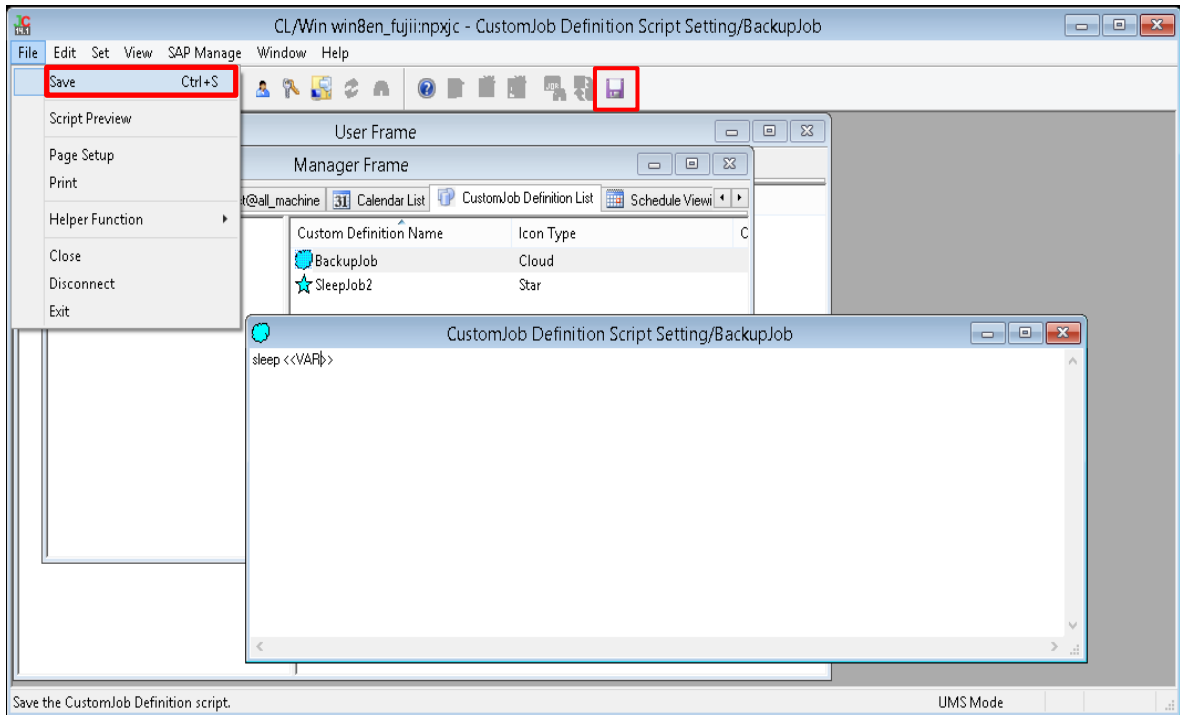 CL/Win win8en_fujii:npxjc - CustomJob Definition Script Setting/BackupJob
File Edit Set View SAP Manage Window Help
Save Ctrl+S
Script Preview
Page Setup
Print
Helper Function
Close
Disconnect
Exit
User Frame
Manager Frame
t@all_machine 31 Calendar List CustomJob Definition List Schedule Viewi
Custom Definition Name Icon Type C
BackupJob Cloud
SleepJob2 Star
CustomJob Definition Script Setting/BackupJob
sleep <<VAR>>
Save the CustomJob Definition script. UMS Mode